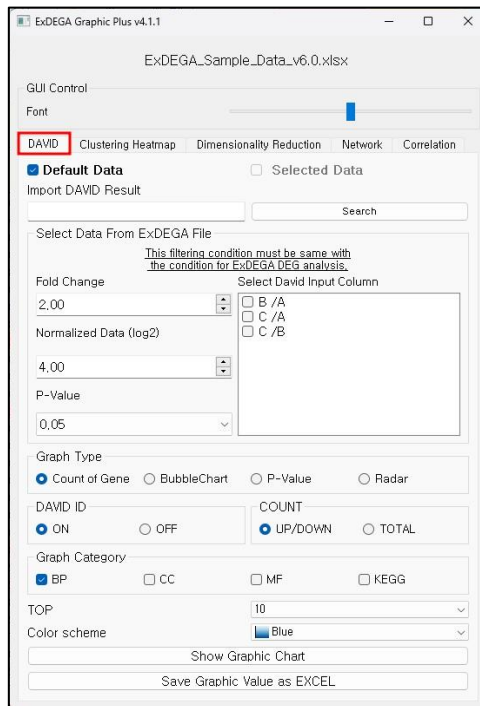 ExDEGA Graphic Plus v4.1.1
ExDEGA_Sample_Data_v6.0.xlsx
GUI Control
Font
DAVID Clustering Heatmap Dimensionality Reduction Network Correlation
Default Data Selected Data
Import DAVID Result
Search
Select Data From ExDEGA File
This filtering condition must be same with
the condition for ExDEGA DEG analysis.
Fold Change Select David Input Column
2,00 B /A
C /A
Normalized Data (log2) C /B
4,00
P-Value
0,05
Graph Type
Count of Gene BubbleChart P-Value Radar
DAVID ID COUNT
ON OFF UP/DOWN TOTAL
Graph Category
BP CC MF KEGG
TOP 10
Color scheme Blue
Show Graphic Chart
Save Graphic Value as EXCEL